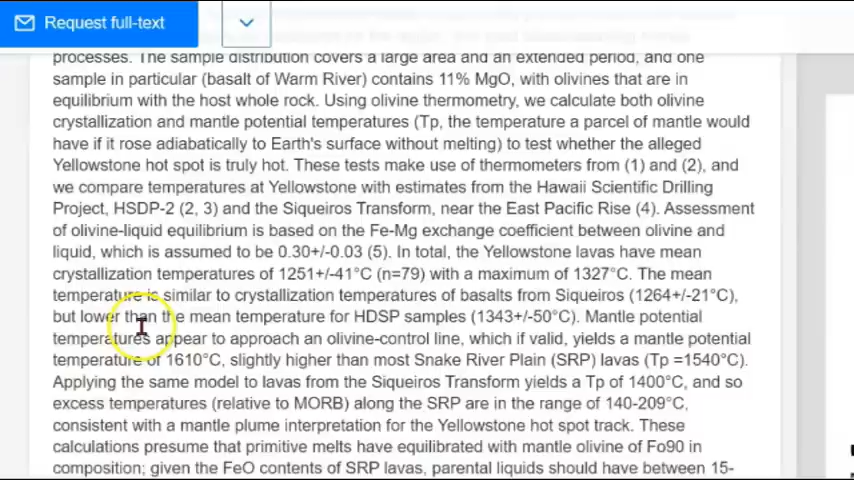 Request full-text
processes. The sample distribution covers a large area and an extended period, and one
sample in particular (basalt of Warm River) contains 11% MgO, with olivines that are in
equilibrium with the host whole rock. Using olivine thermometry, we calculate both olivine
crystallization and mantle potential temperatures (Tp, the temperature a parcel of mantle would
have if it rose adiabatically to Earth's surface without melting) to test whether the alleged
Yellowstone hot spot is truly hot. These tests make use of thermometers from (1) and (2), and
we compare temperatures at Yellowstone with estimates from the Hawaii Scientific Drilling
Project, HSDP-2 (2, 3) and the Siqueiros Transform, near the East Pacific Rise (4). Assessment
of olivine-liquid equilibrium is based on the Fe-Mg exchange coefficient between olivine and
liquid, which is assumed to be 0.30+/-0.03 (5). In total, the Yellowstone lavas have mean
crystallization temperatures of 1251+/-41°C (n=79) with a maximum of 1327°C. The mean
temperature is similar to crystallization temperatures of basalts from Siqueiros (1264+/-21°C),
but lower than the mean temperature for HDSP samples (1343+/-50°C). Mantle potential
temperatures appear to approach an olivine-control line, which if valid, yields a mantle potential
temperature of 1610°C, slightly higher than most Snake River Plain (SRP) lavas (Tp =1540°C).
Applying the same model to lavas from the Siqueiros Transform yields a Tp of 1400°C, and so
excess temperatures (relative to MORB) along the SRP are in the range of 140-209°C,
consistent with a mantle plume interpretation for the Yellowstone hot spot track. These
calculations presume that primitive melts have equilibrated with mantle olivine of Fo90 in
composition; given the FeO contents of SRP lavas, parental liquids should have between 15-